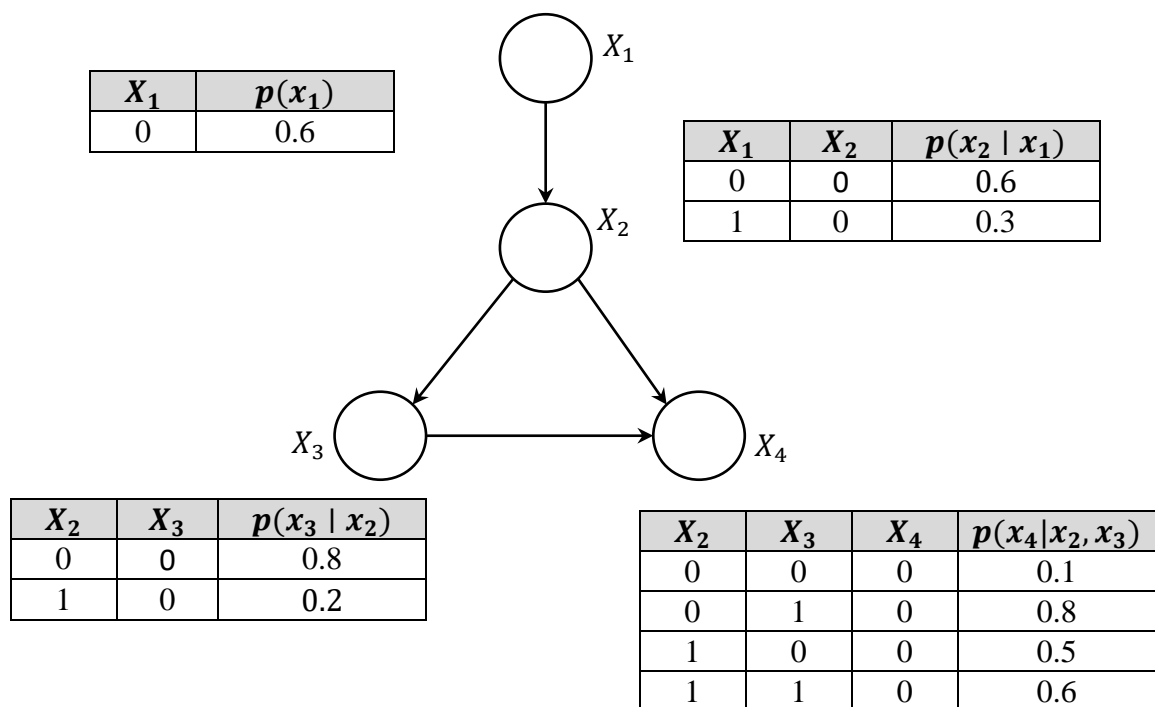 X₁
X₁ p(x₁)
0 0.6
X₁ X₂ p(x₂ | x₁)
0 0 0.6
1 0 0.3
X₂
X₃
X₄
X₂ X₃ p(x₃ | x₂)
0 0 0.8
1 0 0.2
X₂ X₃ X₄ p(x₄|x₂, x₃)
0 0 0 0.1
0 1 0 0.8
1 0 0 0.5
1 1 0 0.6